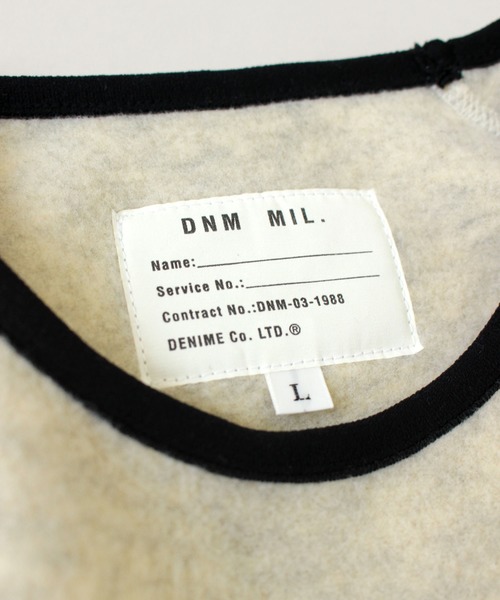 DNM MIL.
Name:
Service No.:
Contract No.:DNM-03-1988
DENIME Co. LTD.®
L